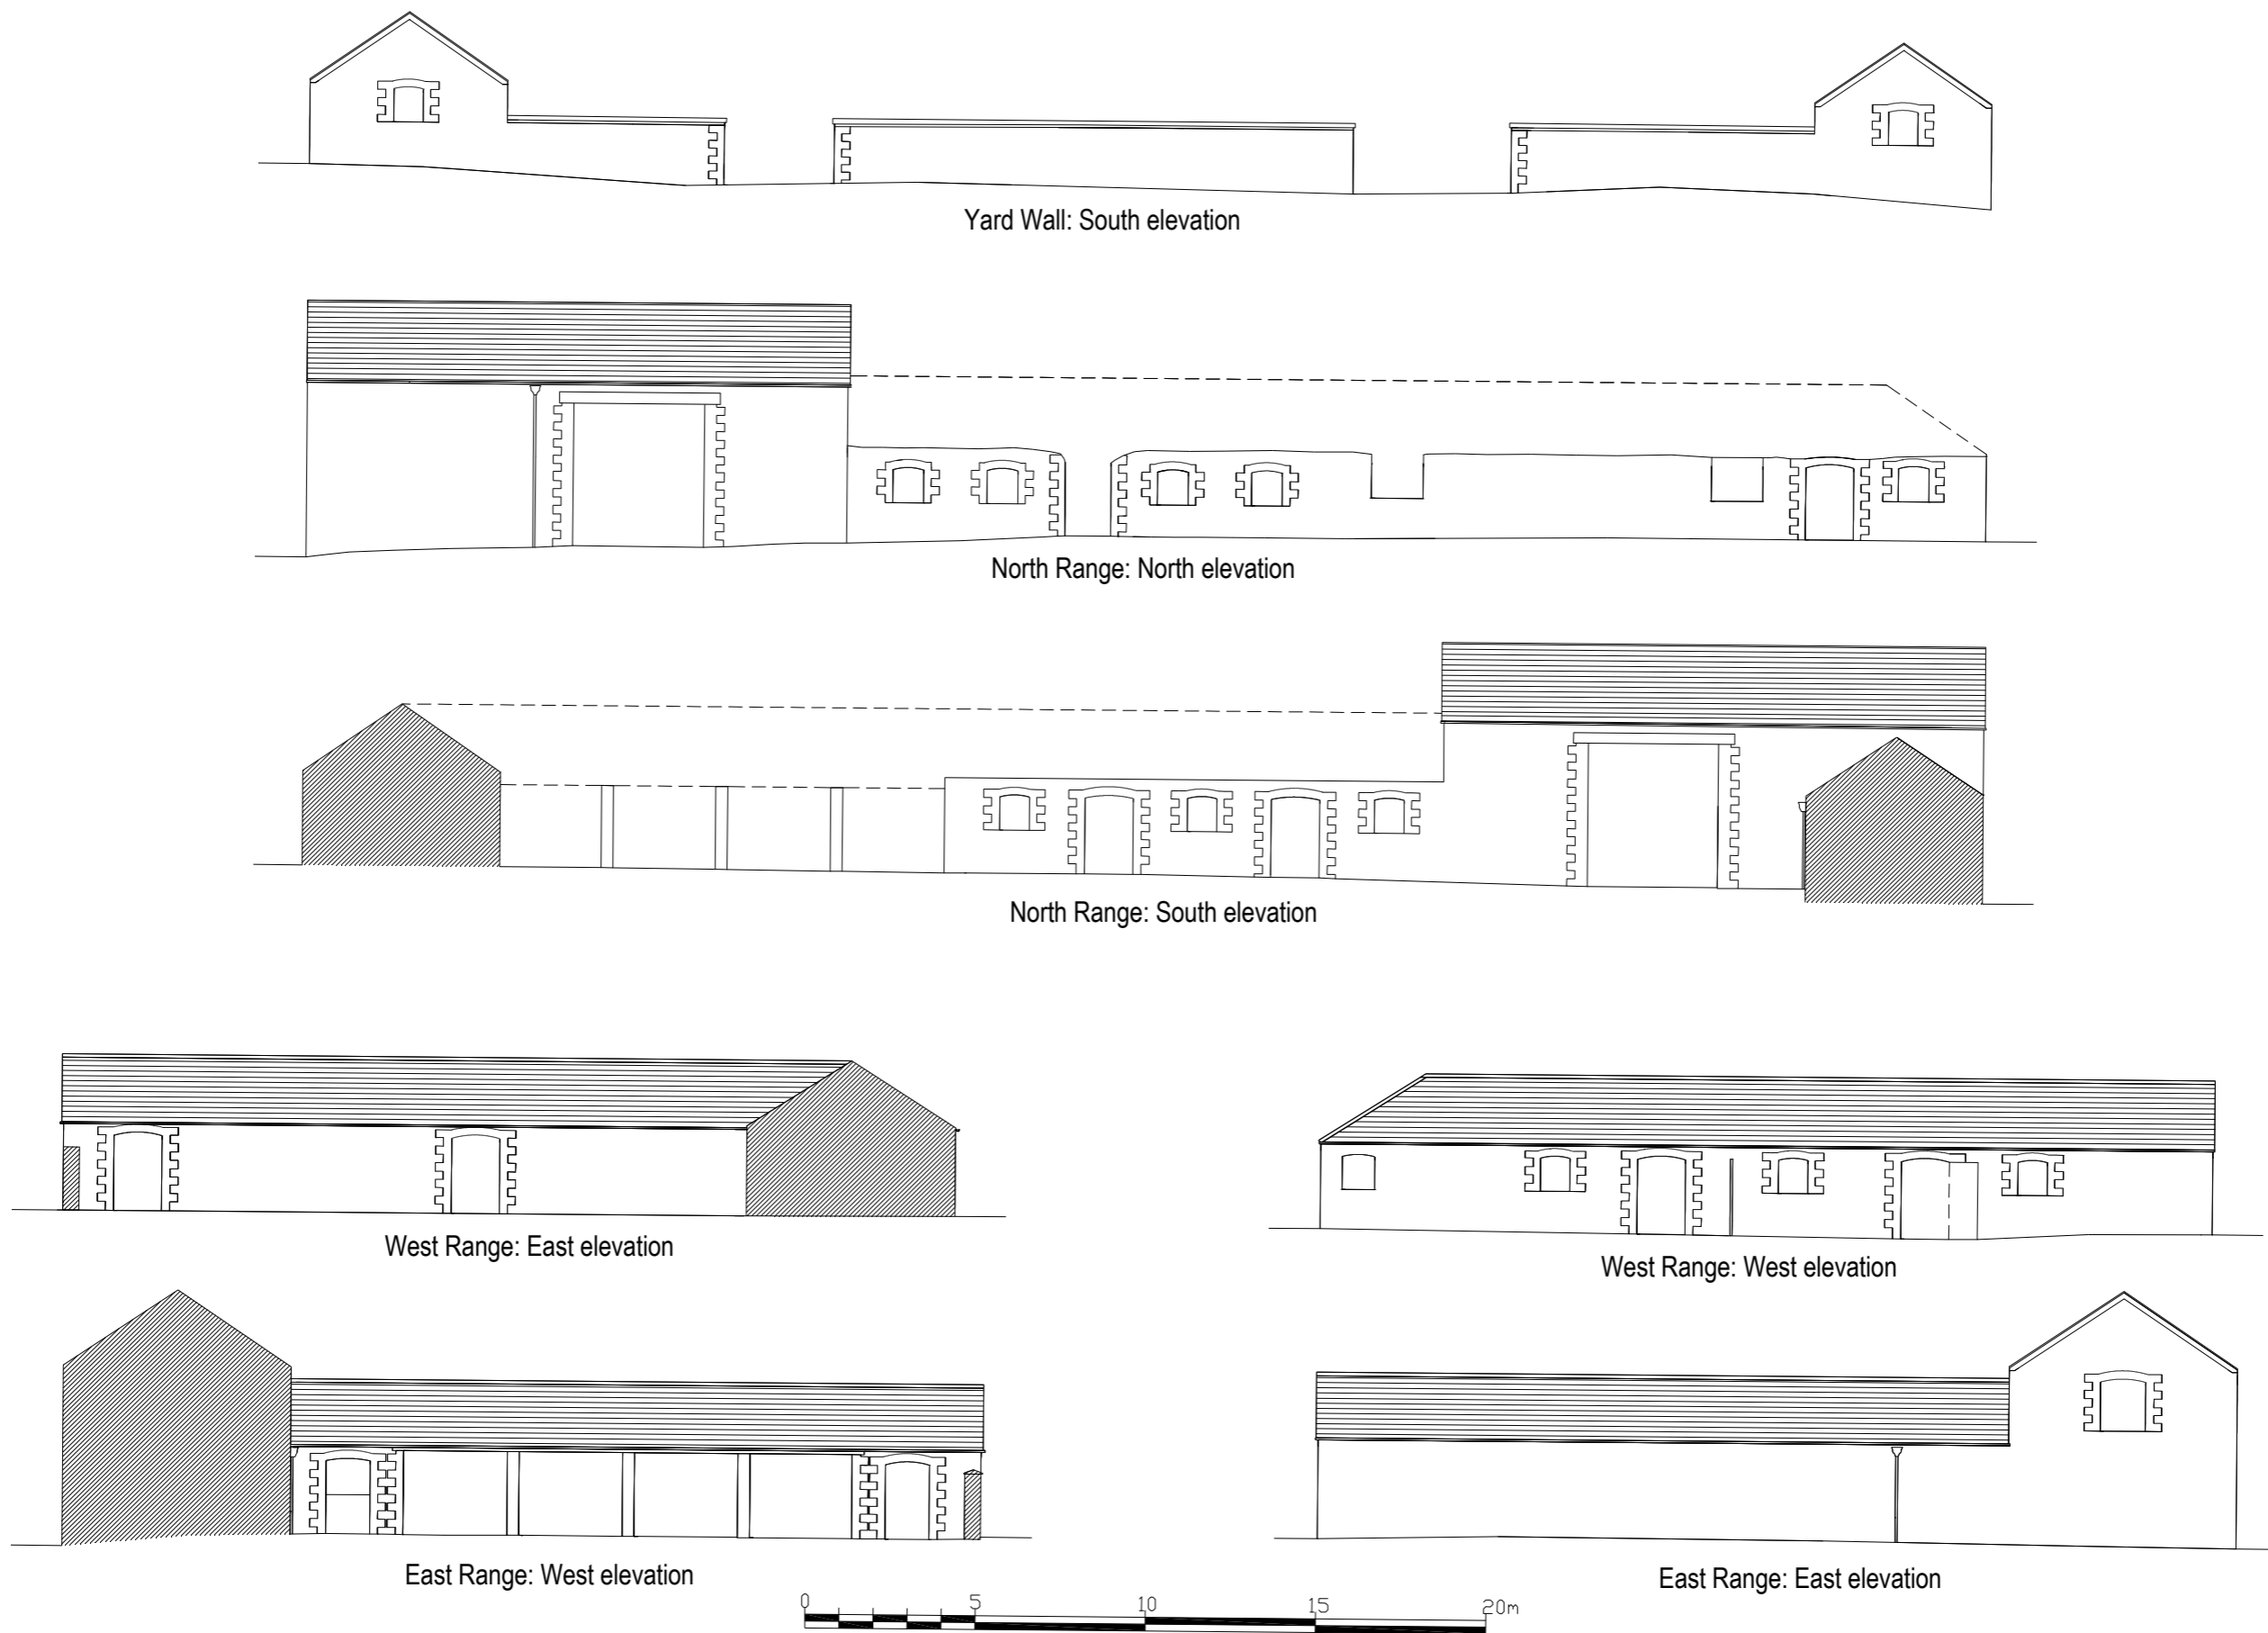 Yard Wall: South elevation
North Range: North elevation
North Range: South elevation
West Range: East elevation
West Range: West elevation
East Range: West elevation
East Range: East elevation
0 5 10 15 20m